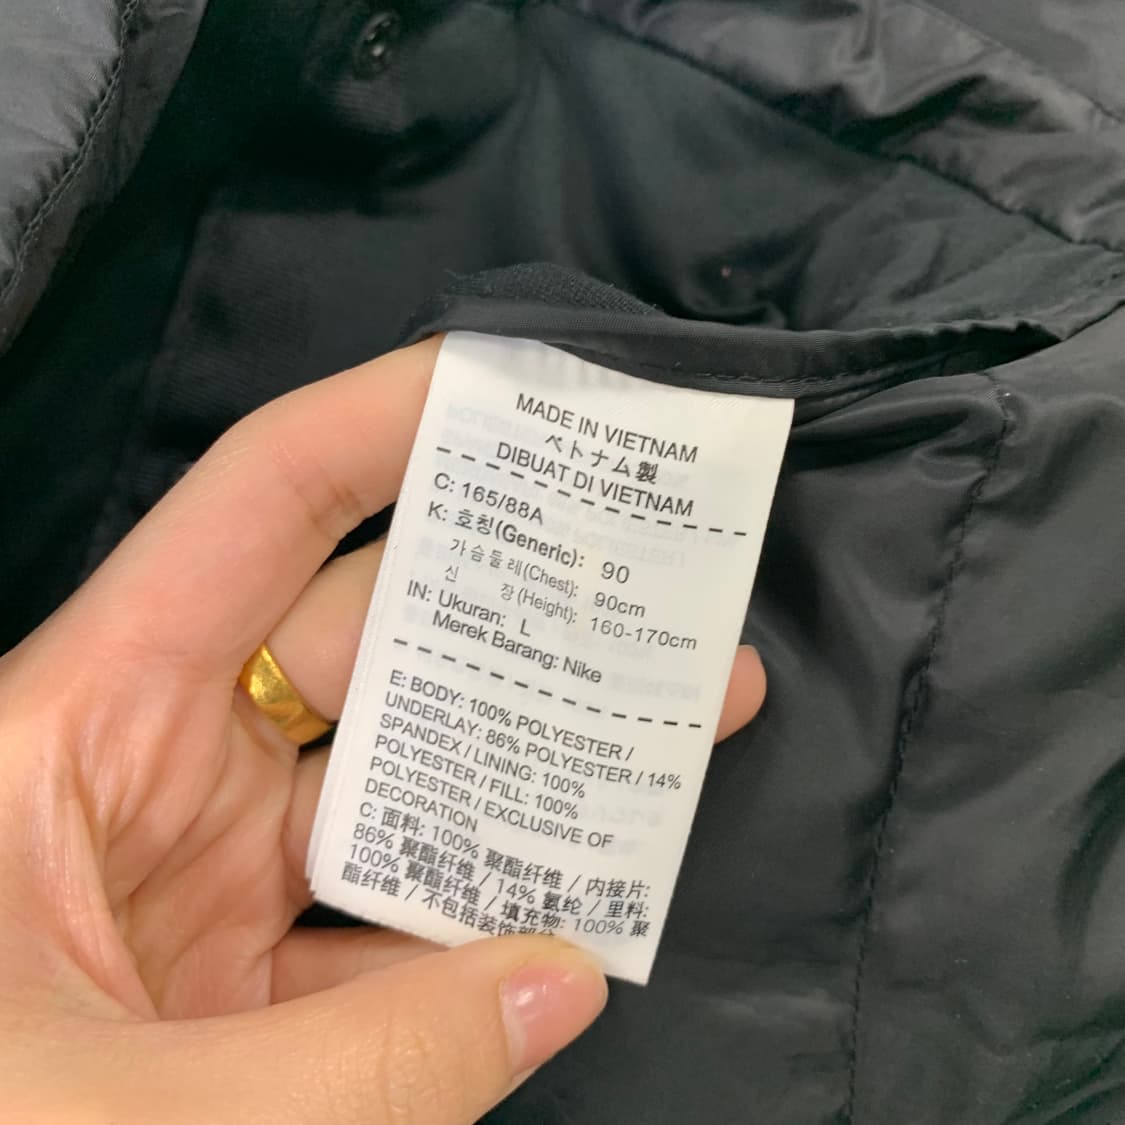 MADE IN VIETNAM
ベトナム製
DIBUAT DI VIETNAM
C: 165/88A
K: 호칭(Generic): 90
가슴둘레(Chest): 90cm
신 장(Height): 160-170cm
IN: Ukuran: L
Merek Barang: Nike
E: BODY: 100% POLYESTER /
UNDERLAY: 86% POLYESTER / 14%
SPANDEX / LINING: 100%
POLYESTER / FILL: 100%
POLYESTER / EXCLUSIVE OF
DECORATION
C: 面料: 100% 聚酯纤维 / 内接片:
86% 聚酯纤维 / 14% 氨纶 / 里料:
100% 聚酯纤维 / 填充物: 100% 聚
酯纤维 / 不包括装饰部分